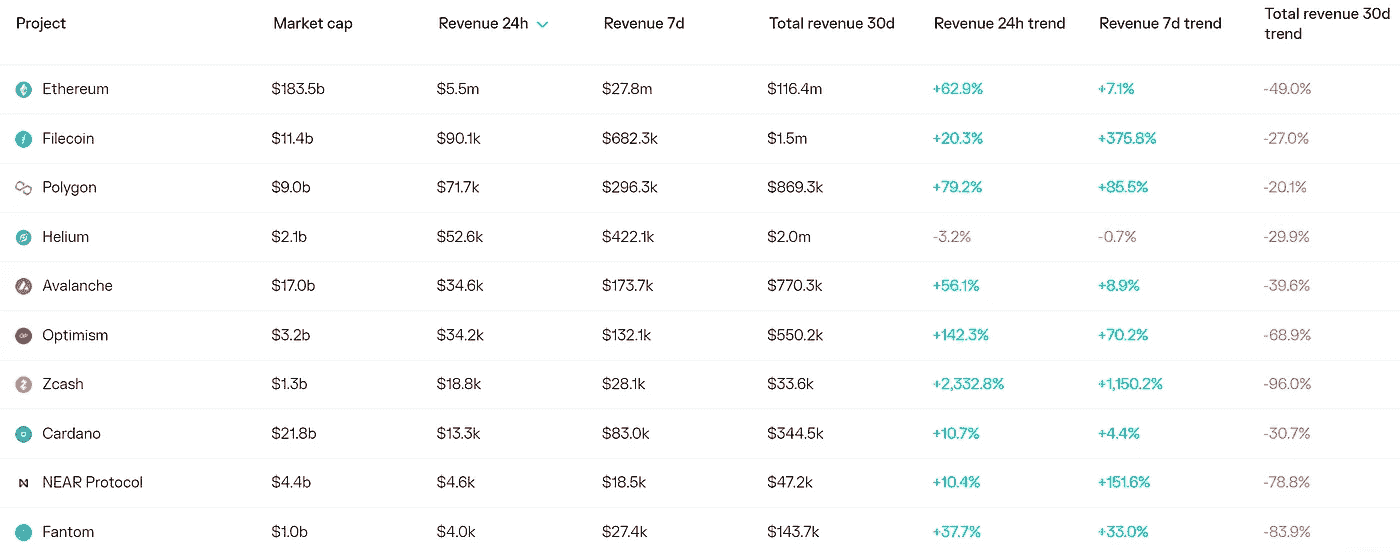 Project Market cap Revenue 24h Revenue 7d Total revenue 30d Revenue 24h trend Revenue 7d trend Total revenue 30d trend
Ethereum $183.5b $5.5m $27.8m $116.4m +62.9% +7.1% -49.0%
Filecoin $11.4b $90.1k $682.3k $1.5m +20.3% +375.8% -27.0%
Polygon $9.0b $71.7k $296.3k $869.3k +79.2% +85.5% -20.1%
Helium $2.1b $52.6k $422.1k $2.0m -3.2% -0.7% -29.9%
Avalanche $17.0b $34.6k $173.7k $770.3k +56.1% +8.9% -39.6%
Optimism $3.2b $34.2k $132.1k $550.2k +142.3% +70.2% -68.9%
Zcash $1.3b $18.8k $28.1k $33.6k +2,332.8% +1,150.2% -96.0%
Cardano $21.8b $13.3k $83.0k $344.5k +10.7% +4.4% -30.7%
NEAR Protocol $4.4b $4.6k $18.5k $47.2k +10.4% +151.6% -78.8%
Fantom $1.0b $4.0k $27.4k $143.7k +37.7% +33.0% -83.9%